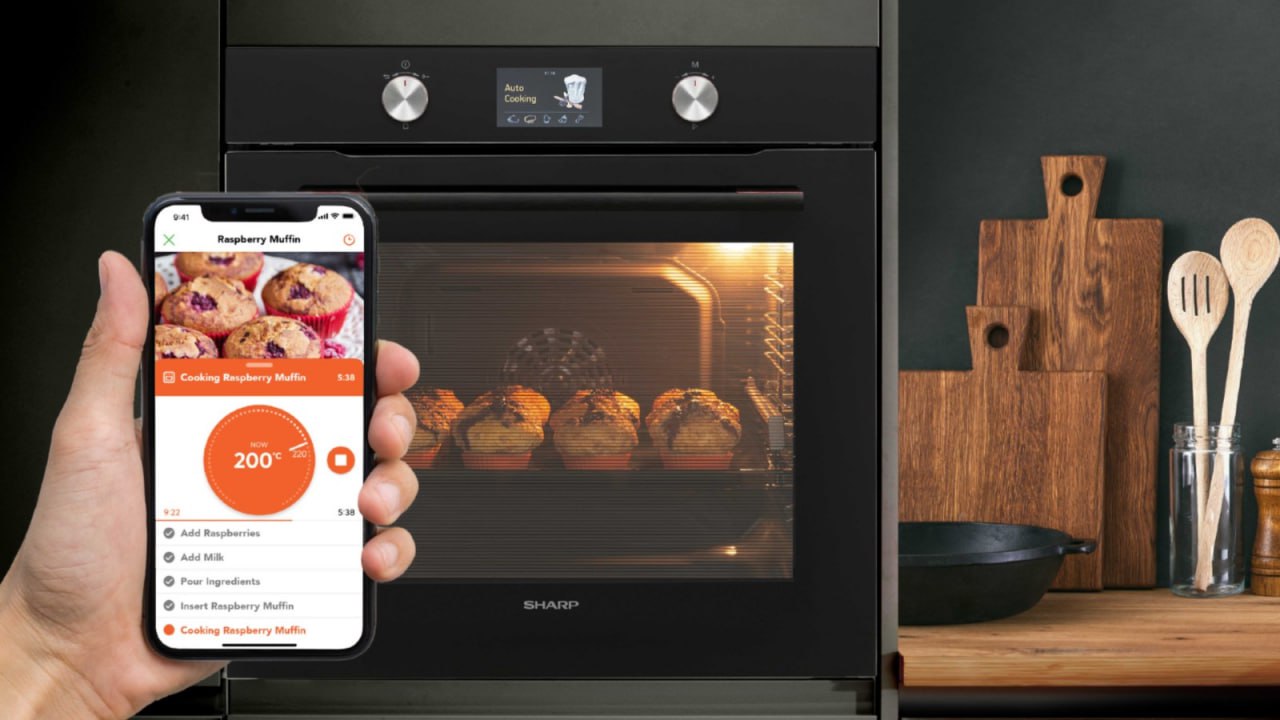 M
Auto
Cooking
9:41
Raspberry Muffin
Cooking Raspberry Muffin 5:38
NOW
200°C
220°
9:22 5:38
Add Raspberries
Add Milk
Pour Ingredients
Insert Raspberry Muffin
Cooking Raspberry Muffin
SHARP